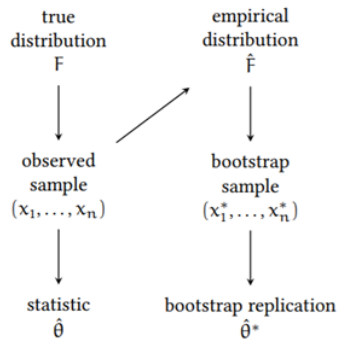 true
distribution
F
observed
sample
(x₁,...,xₙ)
statistic
θ̂
empirical
distribution
F̂
bootstrap
sample
(x₁*,...,xₙ*)
bootstrap replication
θ̂*